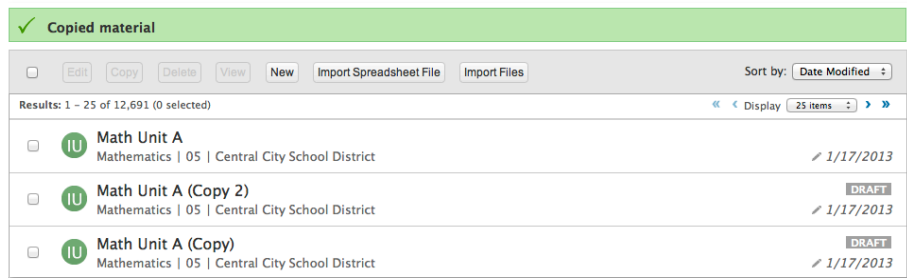 Copied material
Edit Copy Delete View New Import Spreadsheet File Import Files Sort by: Date Modified
Results: 1 – 25 of 12,691 (0 selected) « ‹ Display 25 items › »
IU Math Unit A
Mathematics | 05 | Central City School District 1/17/2013
IU Math Unit A (Copy 2) DRAFT
Mathematics | 05 | Central City School District 1/17/2013
IU Math Unit A (Copy) DRAFT
Mathematics | 05 | Central City School District 1/17/2013